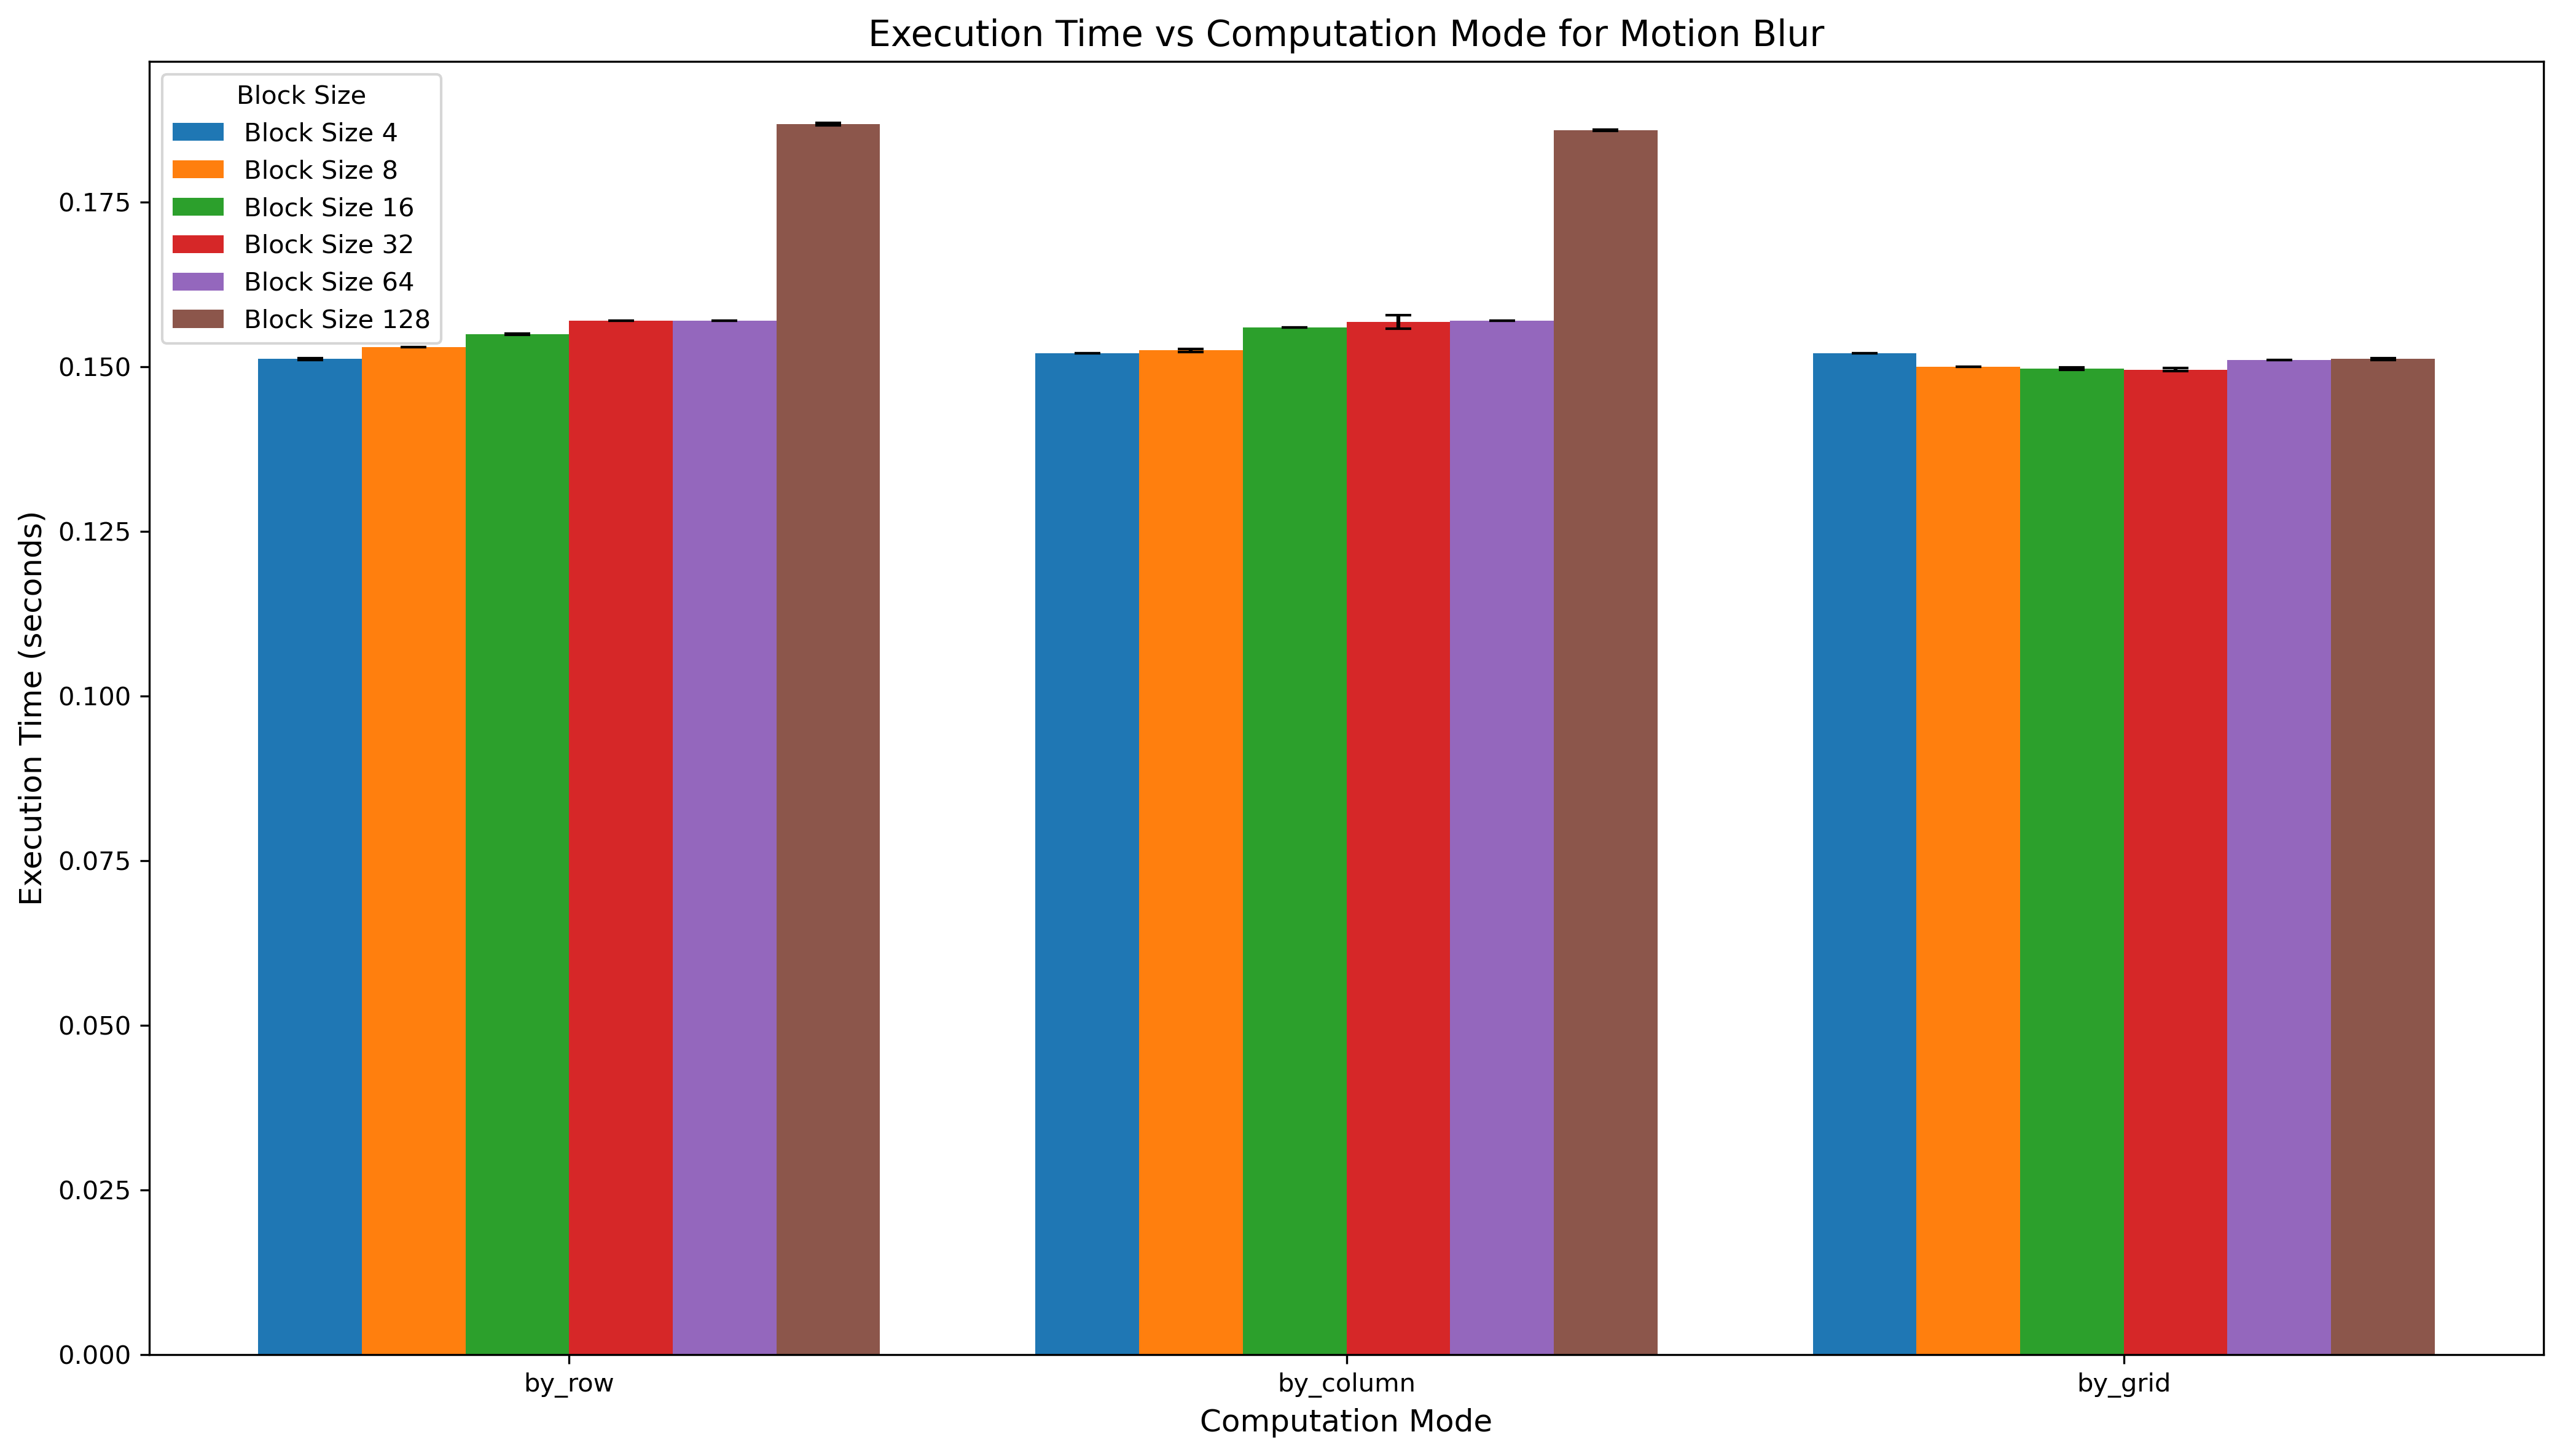 Execution Time vs Computation Mode for Motion Blur
Block Size
Block Size 4
Block Size 8
Block Size 16
Block Size 32
Block Size 64
Block Size 128
Execution Time (seconds)
0.175
0.150
0.125
0.100
0.075
0.050
0.025
0.000
by_row
by_column
by_grid
Computation Mode